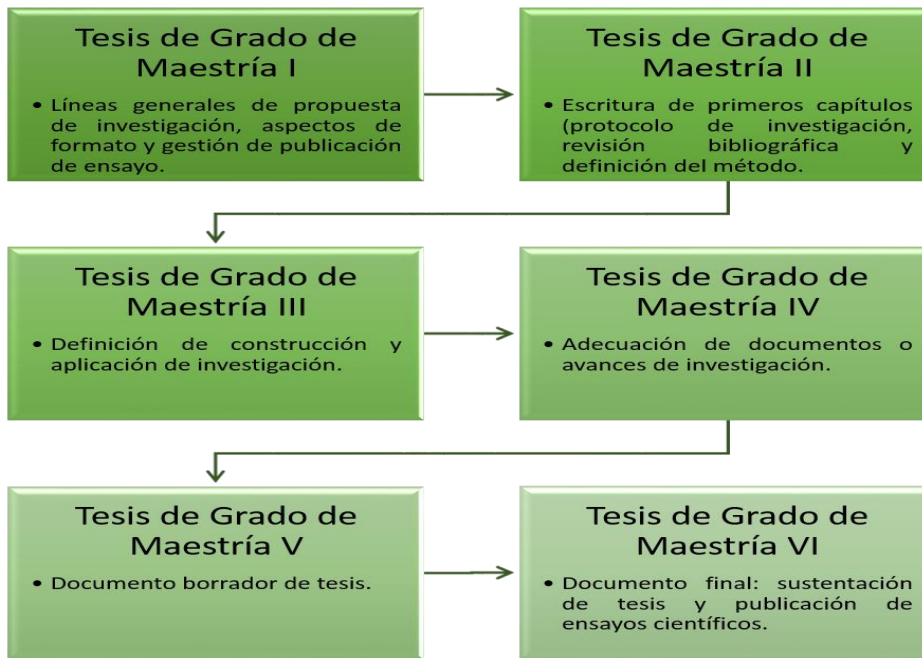 Tesis de Grado de
Maestría I
• Líneas generales de propuesta
de investigación, aspectos de
formato y gestión de publicación
de ensayo.
Tesis de Grado de
Maestría II
• Escritura de primeros capítulos
(protocolo de investigación,
revisión bibliográfica y
definición del método.
Tesis de Grado de
Maestría III
• Definición de construcción y
aplicación de investigación.
Tesis de Grado de
Maestría IV
• Adecuación de documentos o
avances de investigación.
Tesis de Grado de
Maestría V
• Documento borrador de tesis.
Tesis de Grado de
Maestría VI
• Documento final: sustentación
de tesis y publicación de
ensayos científicos.